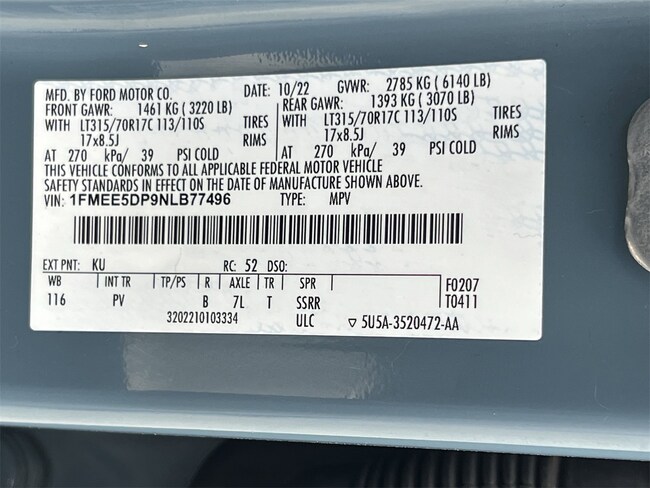 MFD. BY FORD MOTOR CO. DATE: 10/22 GVWR: 2785 KG ( 6140 LB)
FRONT GAWR: 1461 KG ( 3220 LB) REAR GAWR: 1393 KG ( 3070 LB)
WITH LT315/70R17C 113/110S TIRES WITH LT315/70R17C 113/110S TIRES
17x8.5J RIMS 17x8.5J RIMS
AT 270 kPa/ 39 PSI COLD AT 270 kPa/ 39 PSI COLD
THIS VEHICLE CONFORMS TO ALL APPLICABLE FEDERAL MOTOR VEHICLE
SAFETY STANDARDS IN EFFECT ON THE DATE OF MANUFACTURE SHOWN ABOVE.
VIN: 1FMEE5DP9NLB77496 TYPE: MPV
EXT PNT: KU RC: 52 DSO:
WB INT TR TP/PS R AXLE TR SPR F0207
116 PV B 7L T SSRR T0411
3202210103334 ULC ▽ 5U5A-3520472-AA